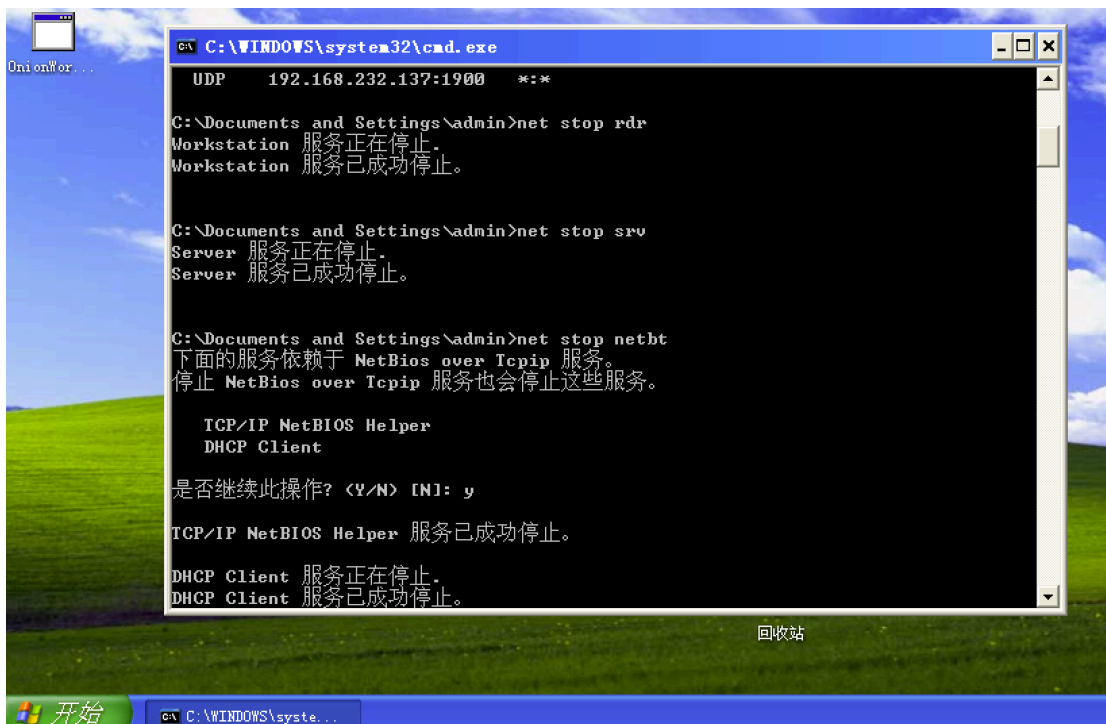 OnionWor...
C:\WINDOWS\system32\cmd.exe
UDP 192.168.232.137:1900 *:*
C:\Documents and Settings\admin>net stop rdr
Workstation 服务正在停止.
Workstation 服务已成功停止。
C:\Documents and Settings\admin>net stop srv
Server 服务正在停止.
Server 服务已成功停止。
C:\Documents and Settings\admin>net stop netbt
下面的服务依赖于 NetBios over Tcpip 服务。
停止 NetBios over Tcpip 服务也会停止这些服务。
TCP/IP NetBIOS Helper
DHCP Client
是否继续此操作? (Y/N) [N]: y
TCP/IP NetBIOS Helper 服务已成功停止。
DHCP Client 服务正在停止.
DHCP Client 服务已成功停止。
回收站
开始
C:\WINDOWS\syste...